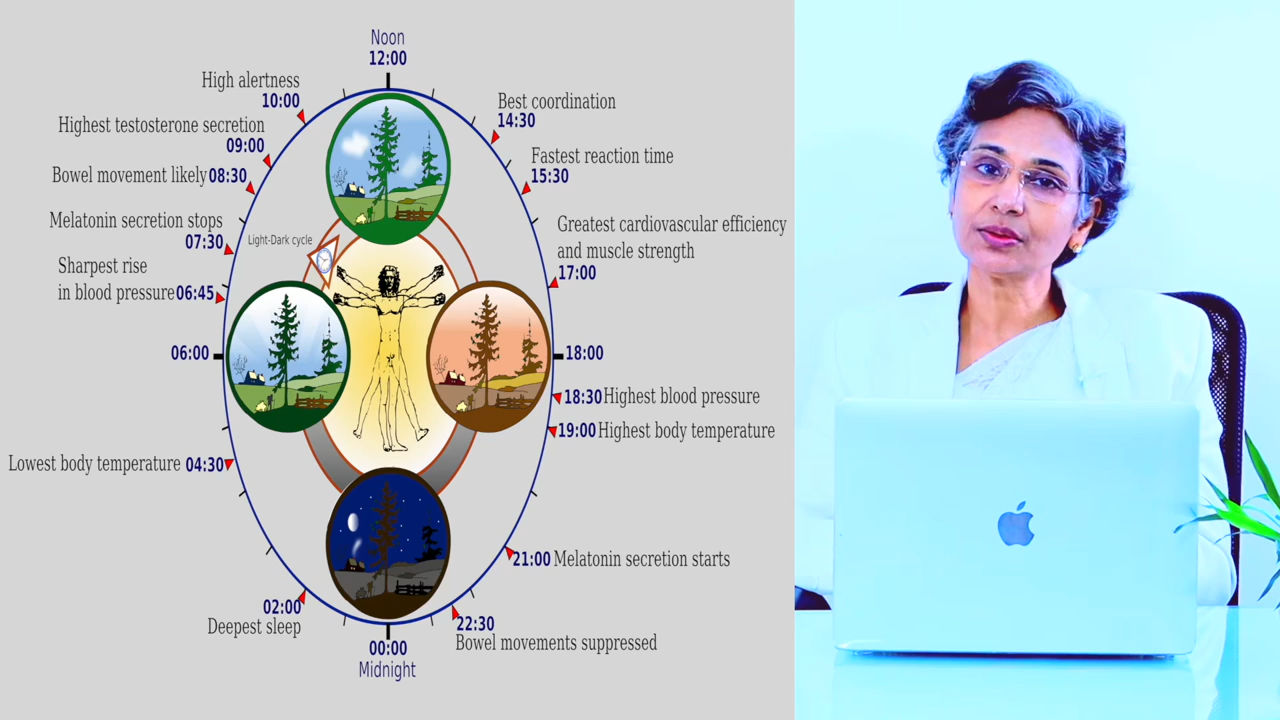 Noon
12:00
High alertness
10:00
Highest testosterone secretion
09:00
Bowel movement likely 08:30
Melatonin secretion stops
07:30
Light-Dark cycle
Sharpest rise
in blood pressure 06:45
06:00
Lowest body temperature 04:30
02:00
Deepest sleep
00:00
Midnight
Best coordination
14:30
Fastest reaction time
15:30
Greatest cardiovascular efficiency
and muscle strength
17:00
18:00
18:30 Highest blood pressure
19:00 Highest body temperature
21:00 Melatonin secretion starts
22:30
Bowel movements suppressed